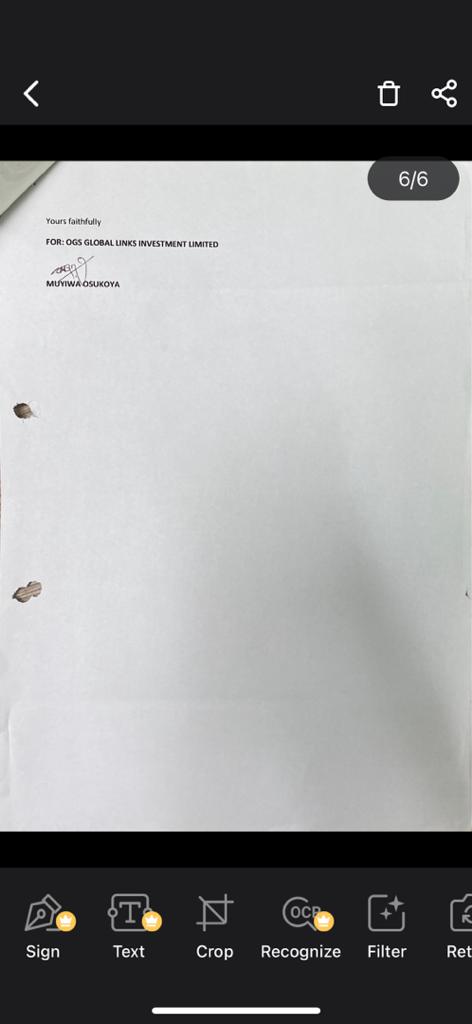 6/6
Yours faithfully
FOR: OGS GLOBAL LINKS INVESTMENT LIMITED
MUYIWA OSUKOYA
Sign
Text
Crop
OCR
Recognize
Filter
Ret